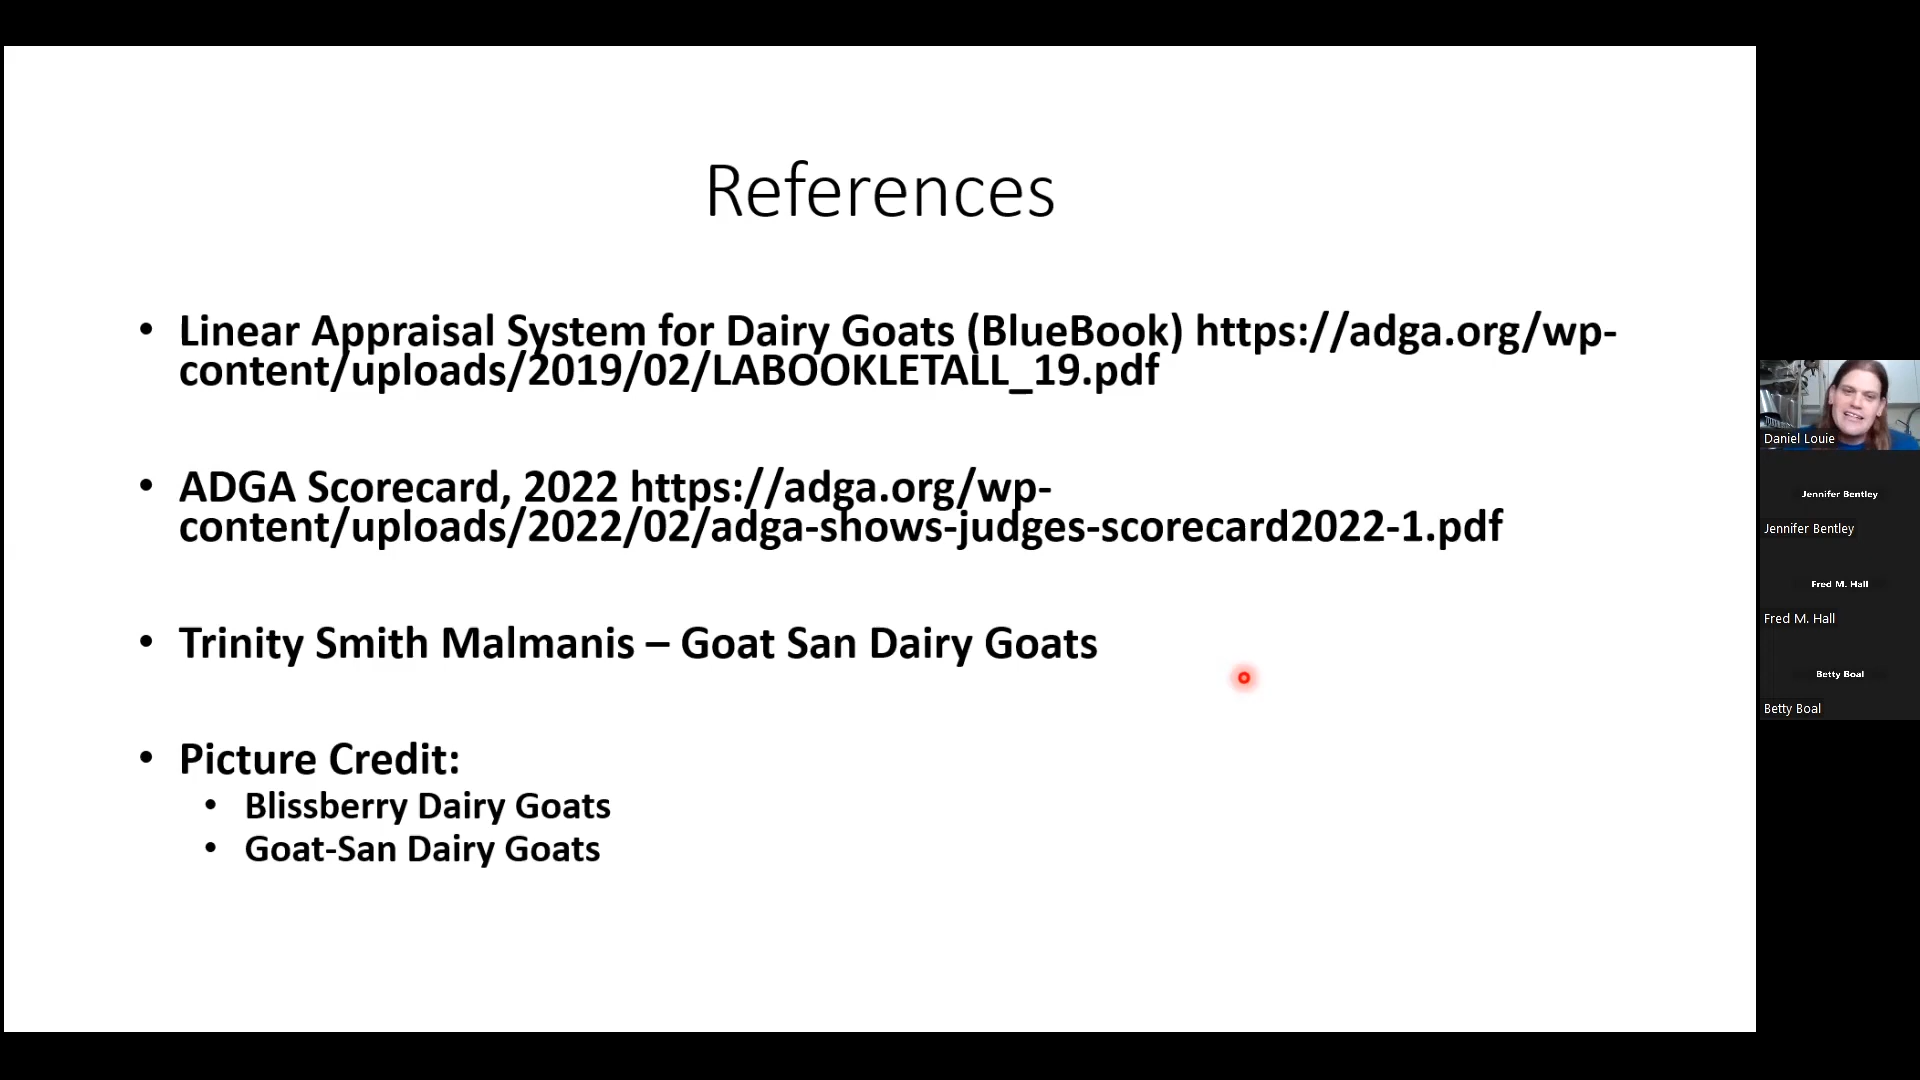 References
• Linear Appraisal System for Dairy Goats (BlueBook) https://adga.org/wp-
content/uploads/2019/02/LABOOKLETALL_19.pdf
• ADGA Scorecard, 2022 https://adga.org/wp-
content/uploads/2022/02/adga-shows-judges-scorecard2022-1.pdf
• Trinity Smith Malmanis – Goat San Dairy Goats
• Picture Credit:
• Blissberry Dairy Goats
• Goat-San Dairy Goats
Daniel Louie
Jennifer Bentley
Jennifer Bentley
Fred M. Hall
Fred M. Hall
Betty Boal
Betty Boal